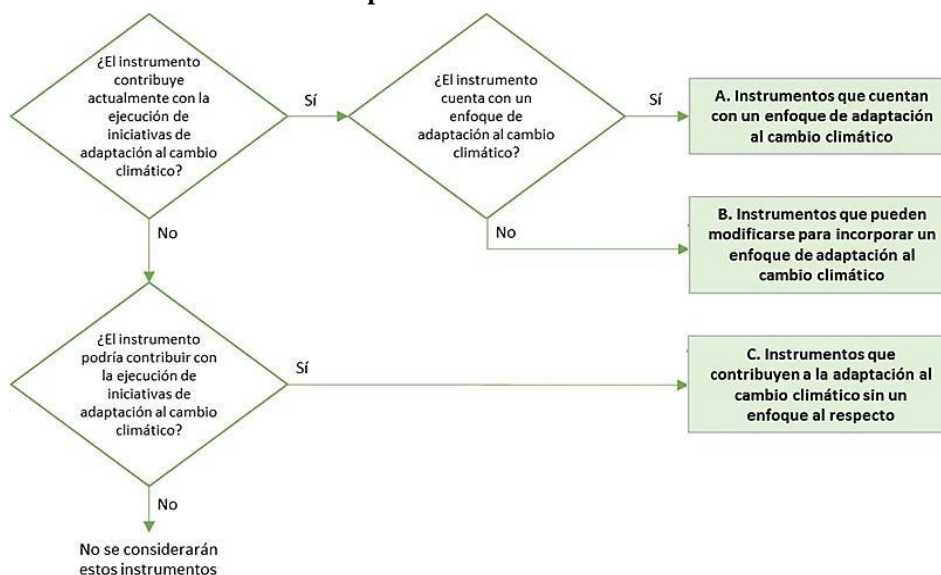 ¿El instrumento
contribuye
actualmente con la
ejecución de
iniciativas de
adaptación al cambio
climático?
Sí
¿El instrumento
cuenta con un
enfoque de
adaptación al cambio
climático?
Sí
A. Instrumentos que cuentan
con un enfoque de adaptación
al cambio climático
No
No
B. Instrumentos que pueden
modificarse para incorporar un
enfoque de adaptación al
cambio climático
¿El instrumento
podría contribuir con
la ejecución de
iniciativas de
adaptación al cambio
climático?
Sí
C. Instrumentos que
contribuyen a la adaptación al
cambio climático sin un
enfoque al respecto
No
No se considerarán
estos instrumentos